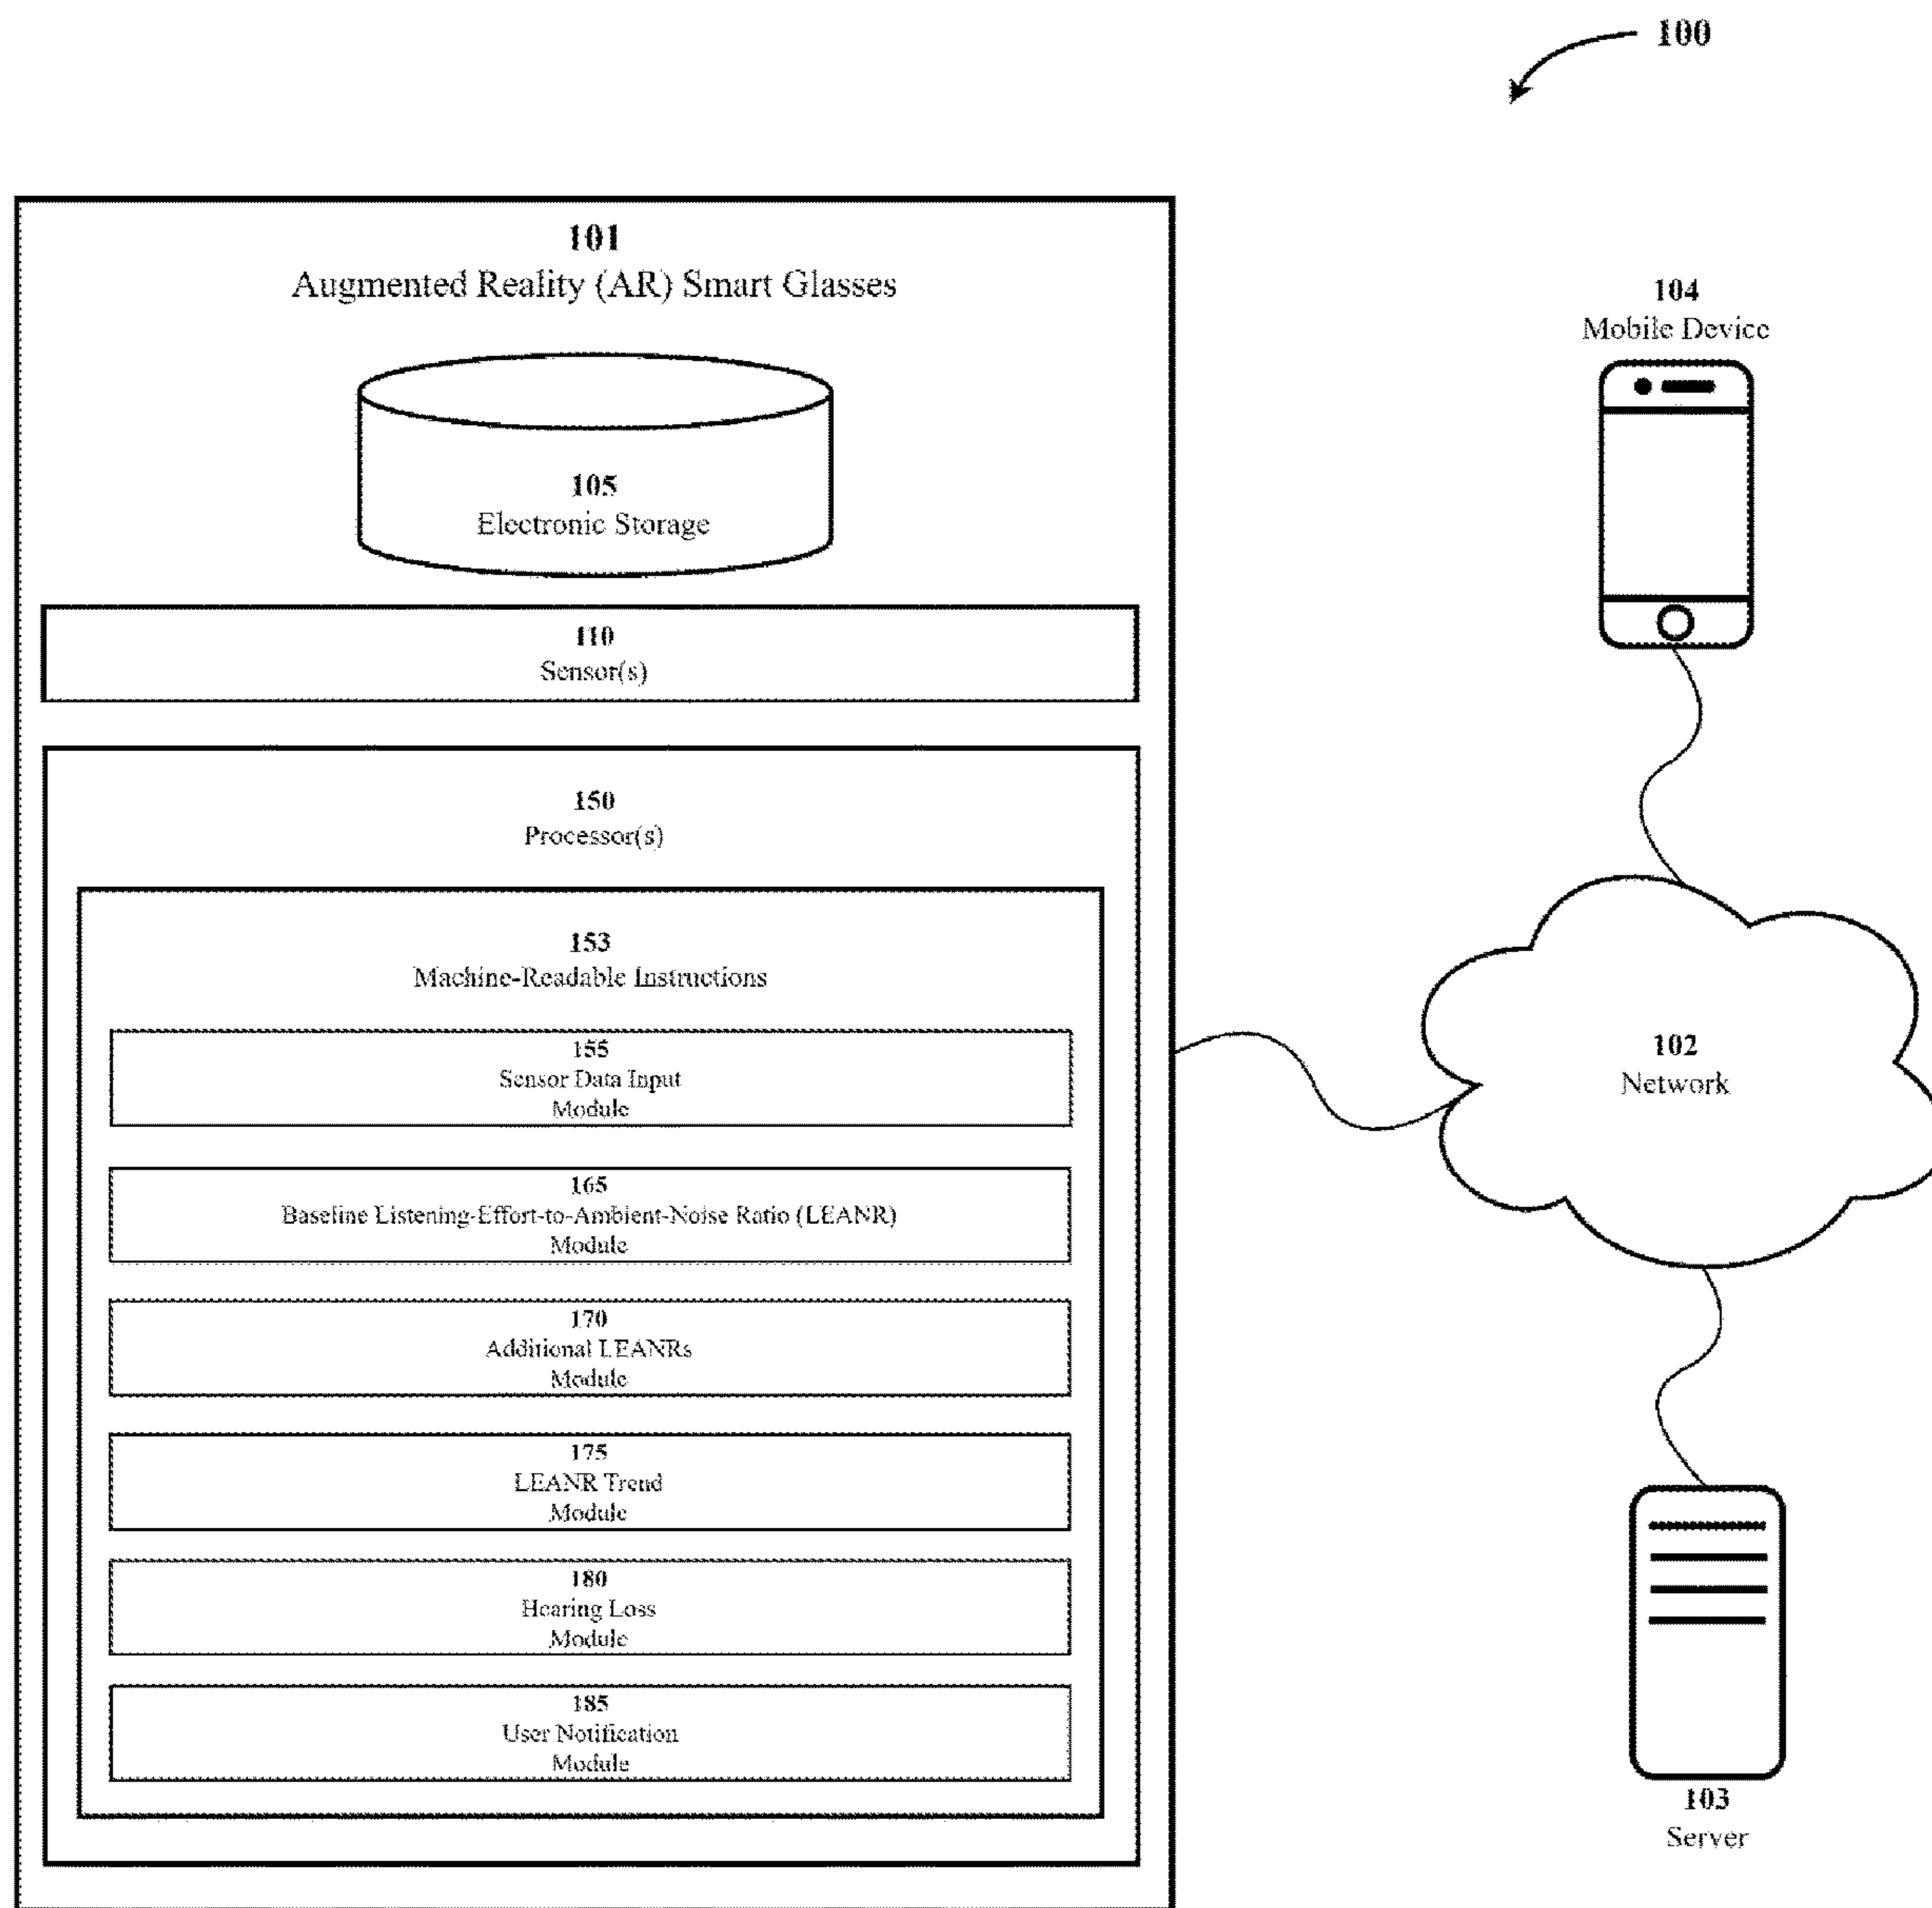 100
101
Augmented Reality (AR) Smart Glasses
105
Electronic Storage
110
Sensor(s)
150
Processor(s)
153
Machine-Readable Instructions
155
Sensor Data Input
Module
165
Baseline Listening-Effort-to-Ambient-Noise Ratio (LEANR)
Module
170
Additional LEANRs
Module
175
LEANR Trend
Module
180
Hearing Loss
Module
185
User Notification
Module
104
Mobile Device
102
Network
103
Server